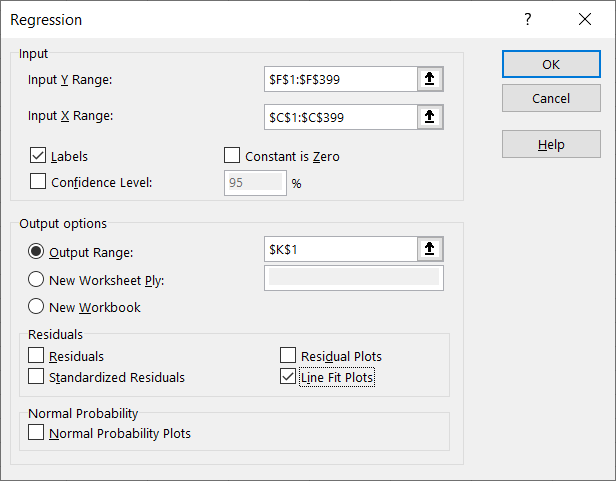 Regression ?
Input
Input Y Range: $F$1:$F$399
Input X Range: $C$1:$C$399
Labels Constant is Zero
Confidence Level: 95 %
OK
Cancel
Help
Output options
Output Range: $K$1
New Worksheet Ply:
New Workbook
Residuals
Residuals Residual Plots
Standardized Residuals Line Fit Plots
Normal Probability
Normal Probability Plots